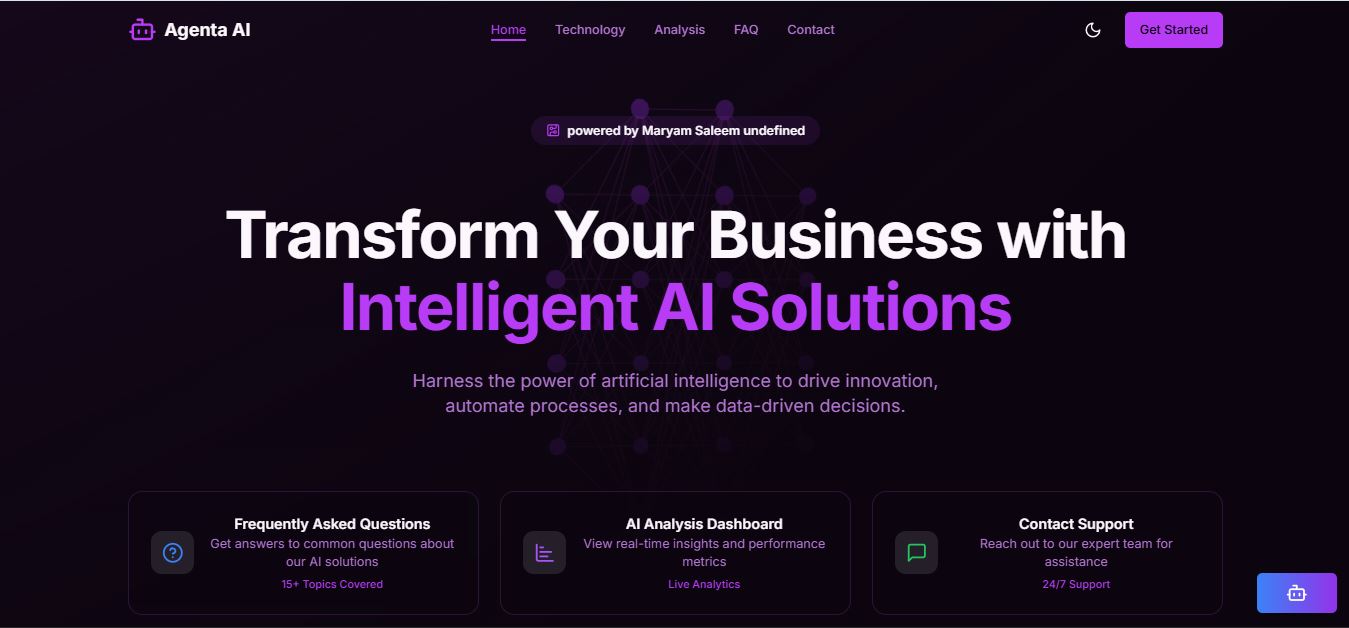 Agenta AI
Home
Technology
Analysis
FAQ
Contact
Get Started
powered by Maryam Saleem undefined
Transform Your Business with
Intelligent AI Solutions
Harness the power of artificial intelligence to drive innovation,
automate processes, and make data-driven decisions.
Frequently Asked Questions
Get answers to common questions about
our AI solutions
15+ Topics Covered
AI Analysis Dashboard
View real-time insights and performance
metrics
Live Analytics
Contact Support
Reach out to our expert team for
assistance
24/7 Support